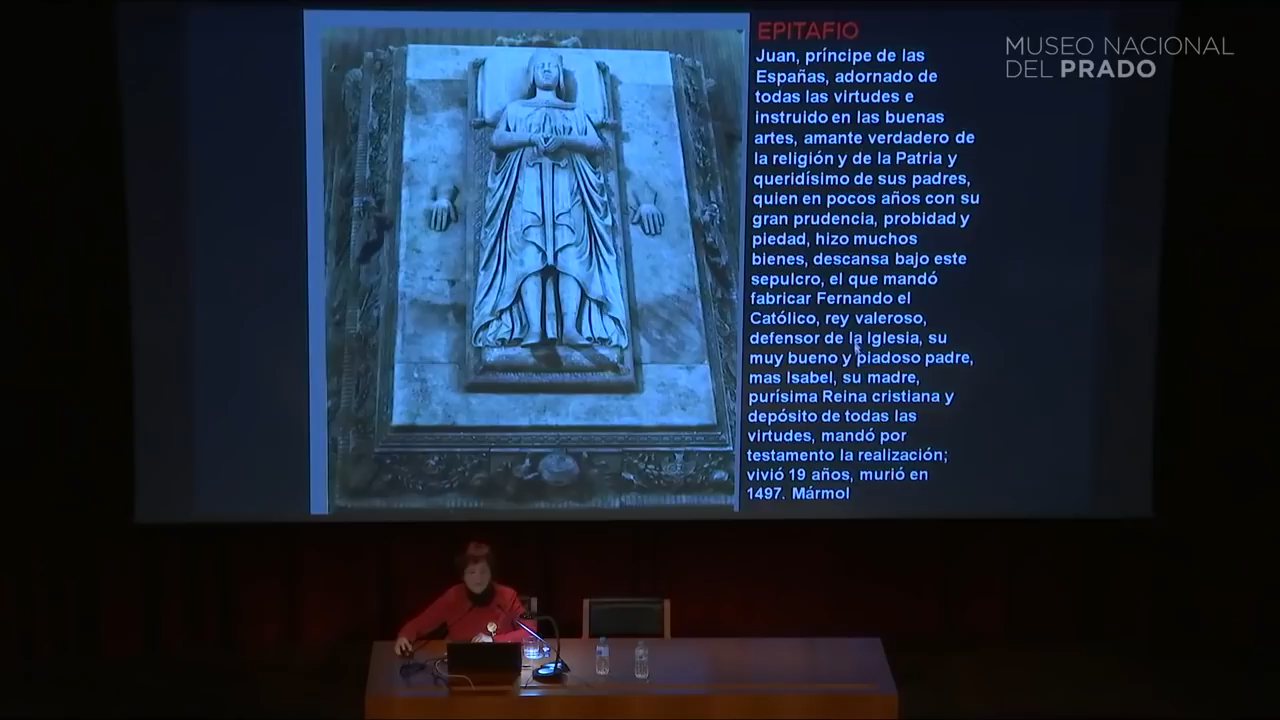 EPITAFIO
Juan, príncipe de las
Españas, adornado de
todas las virtudes e
instruido en las buenas
artes, amante verdadero de
la religión y de la Patria y
queridísimo de sus padres,
quien en pocos años con su
gran prudencia, probidad y
piedad, hizo muchos
bienes, descansa bajo este
sepulcro, el que mandó
fabricar Fernando el
Católico, rey valeroso,
defensor de la Iglesia, su
muy bueno y piadoso padre,
mas Isabel, su madre,
purísima Reina cristiana y
depósito de todas las
virtudes, mandó por
testamento la realización;
vivió 19 años, murió en
1497. Mármol
MUSEO NACIONAL
DEL PRADO